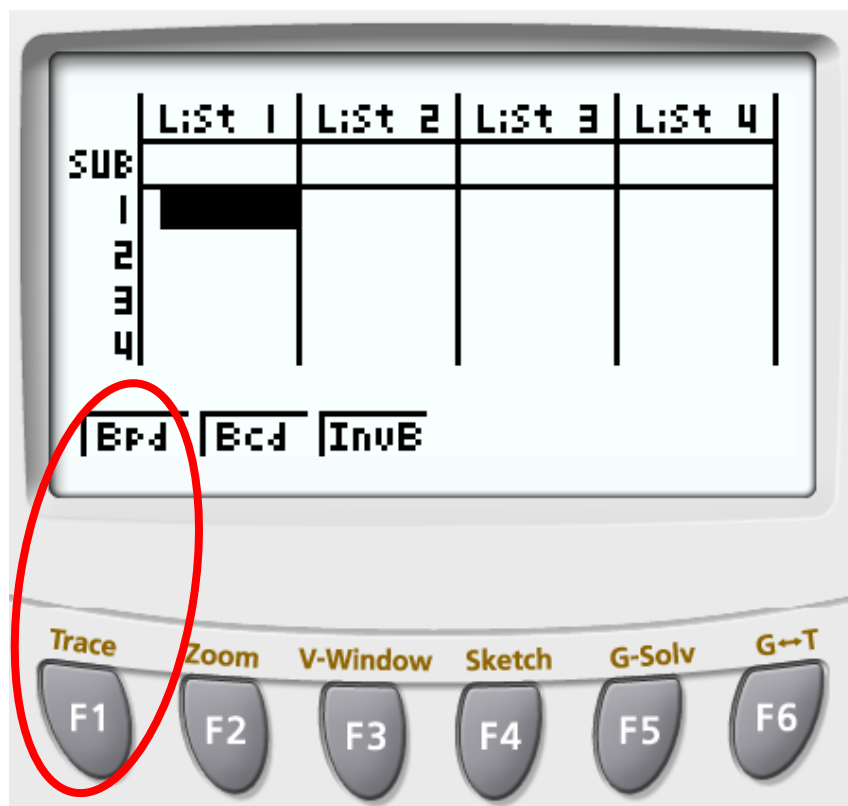 List 1 List 2 List 3 List 4
SUB
1
2
3
4
Bpd Bcd InvB
Trace Zoom V-Window Sketch G-Solv G↔T
F1 F2 F3 F4 F5 F6